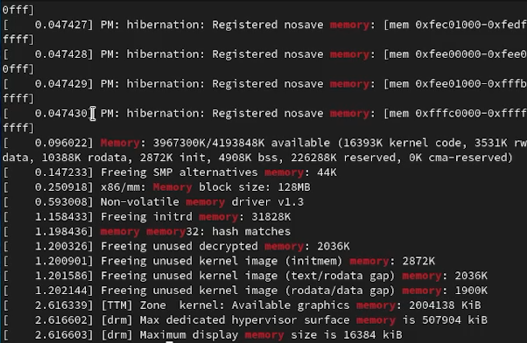 0fff]
[    0.047427] PM: hibernation: Registered nosave memory: [mem 0xfec01000-0xfedf
ffff]
[    0.047428] PM: hibernation: Registered nosave memory: [mem 0xfee00000-0xfee0
0fff]
[    0.047429] PM: hibernation: Registered nosave memory: [mem 0xfee01000-0xfffb
ffff]
[    0.047430] PM: hibernation: Registered nosave memory: [mem 0xfffc0000-0xffff
ffff]
[    0.096022] Memory: 3967300K/4193848K available (16393K kernel code, 3531K rw
data, 10388K rodata, 2872K init, 4908K bss, 226288K reserved, 0K cma-reserved)
[    0.147233] Freeing SMP alternatives memory: 44K
[    0.250918] x86/mm: Memory block size: 128MB
[    0.593008] Non-volatile memory driver v1.3
[    1.158433] Freeing initrd memory: 31828K
[    1.198436] memory memory32: hash matches
[    1.200326] Freeing unused decrypted memory: 2036K
[    1.200901] Freeing unused kernel image (initmem) memory: 2872K
[    1.201586] Freeing unused kernel image (text/rodata gap) memory: 2036K
[    1.202144] Freeing unused kernel image (rodata/data gap) memory: 1900K
[    2.616339] [TTM] Zone  kernel: Available graphics memory: 2004138 KiB
[    2.616602] [drm] Max dedicated hypervisor surface memory is 507904 kiB
[    2.616603] [drm] Maximum display memory size is 16384 kiB